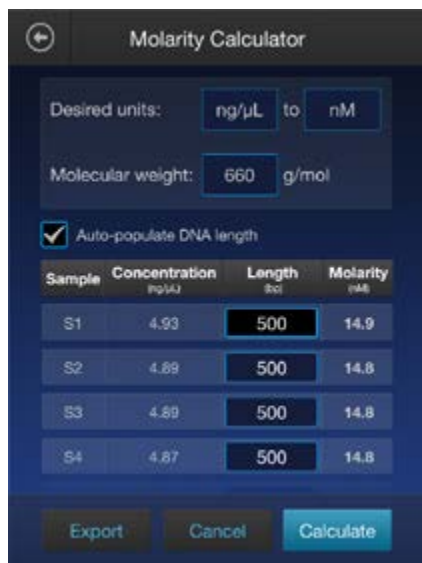 Molarity Calculator
Desired units: ng/µL to nM
Molecular weight: 660 g/mol
Auto-populate DNA length
Sample Concentration Length Molarity
(ng/µL) (bp) (nM)
S1 4.93 500 14.9
S2 4.89 500 14.8
S3 4.89 500 14.8
S4 4.87 500 14.8
Export Cancel Calculate